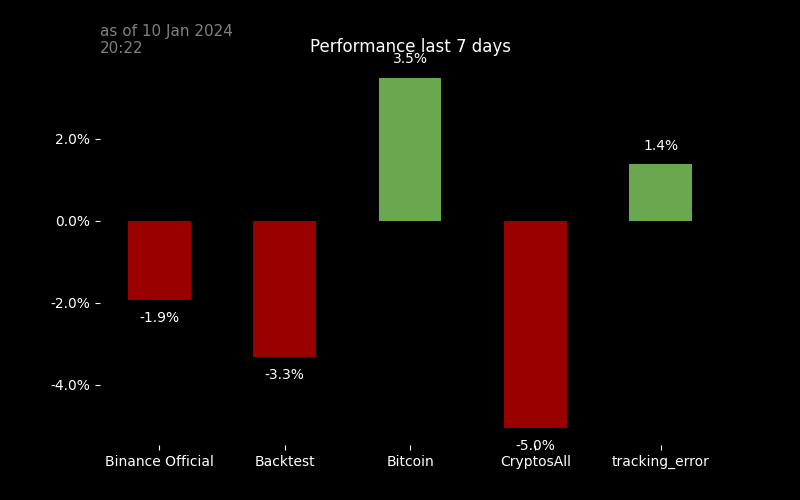 as of 10 Jan 2024
20:22
Performance last 7 days
3.5%
2.0%
1.4%
0.0%
-2.0%
-1.9%
-3.3%
-4.0%
-5.0%
Binance Official
Backtest
Bitcoin
CryptosAll
tracking_error